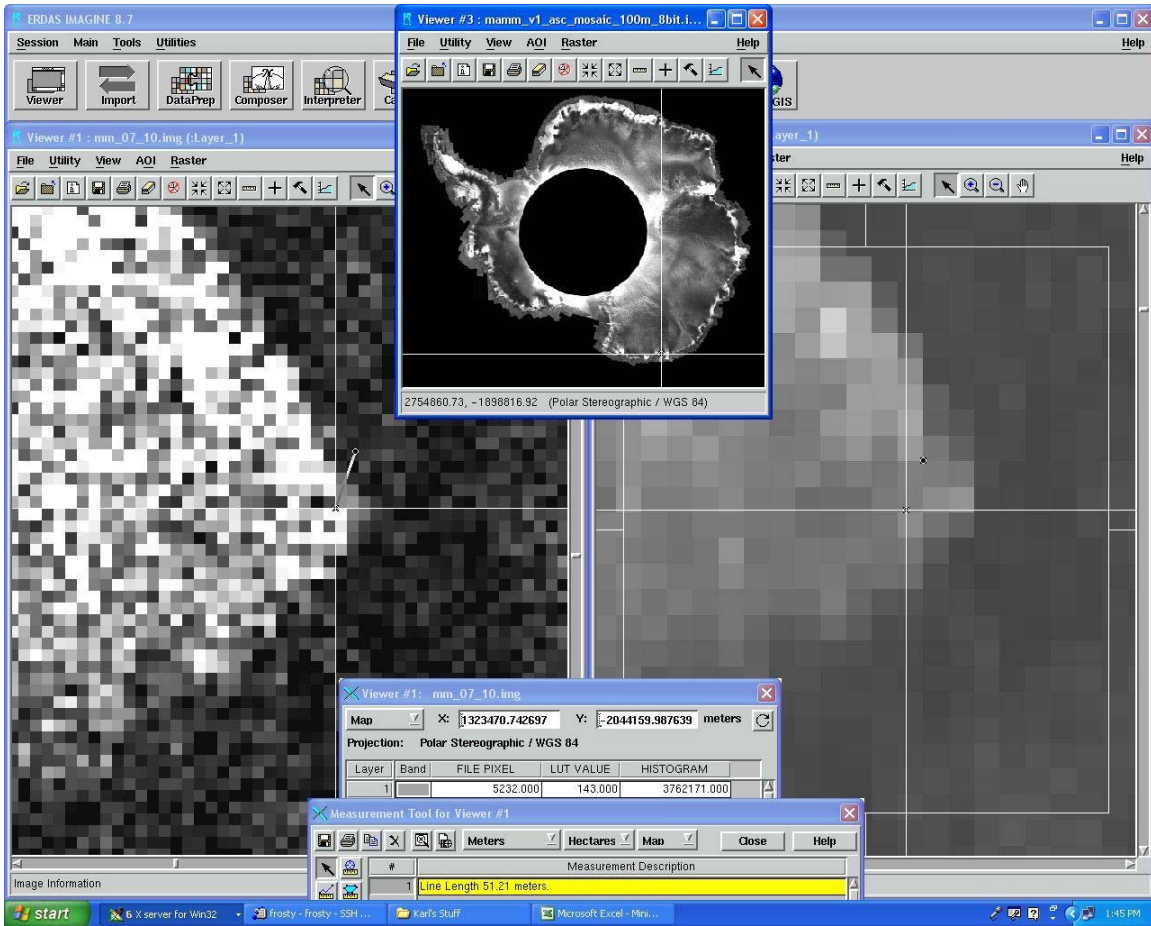 ERDAS IMAGINE 8.7
Session Main Tools Utilities Help
Viewer Import DataPrep Composer Interpreter Ca GIS
Viewer #3 : mamm_v1_asc_mosaic_100m_8bit.i...
File Utility View AOI Raster Help
2754860.73, -1898816.92 (Polar Stereographic / WGS 84)
Viewer #1 : mm_07_10.img (:Layer_1)
File Utility View AOI Raster
ayer_1)
ster Help
Viewer #1: mm_07_10.img
Map X: 1323470.742697 Y: -2044159.987639 meters
Projection: Polar Stereographic / WGS 84
Layer Band FILE PIXEL LUT VALUE HISTOGRAM
1 5232.000 143.000 3762171.000
Measurement Tool for Viewer #1
Meters Hectares Map Close Help
# Measurement Description
1 Line Length 51.21 meters.
Image Information
start 6 X server for Win32 frosty - frosty - SSH ... Karl's Stuff Microsoft Excel - Mini... 1:45 PM